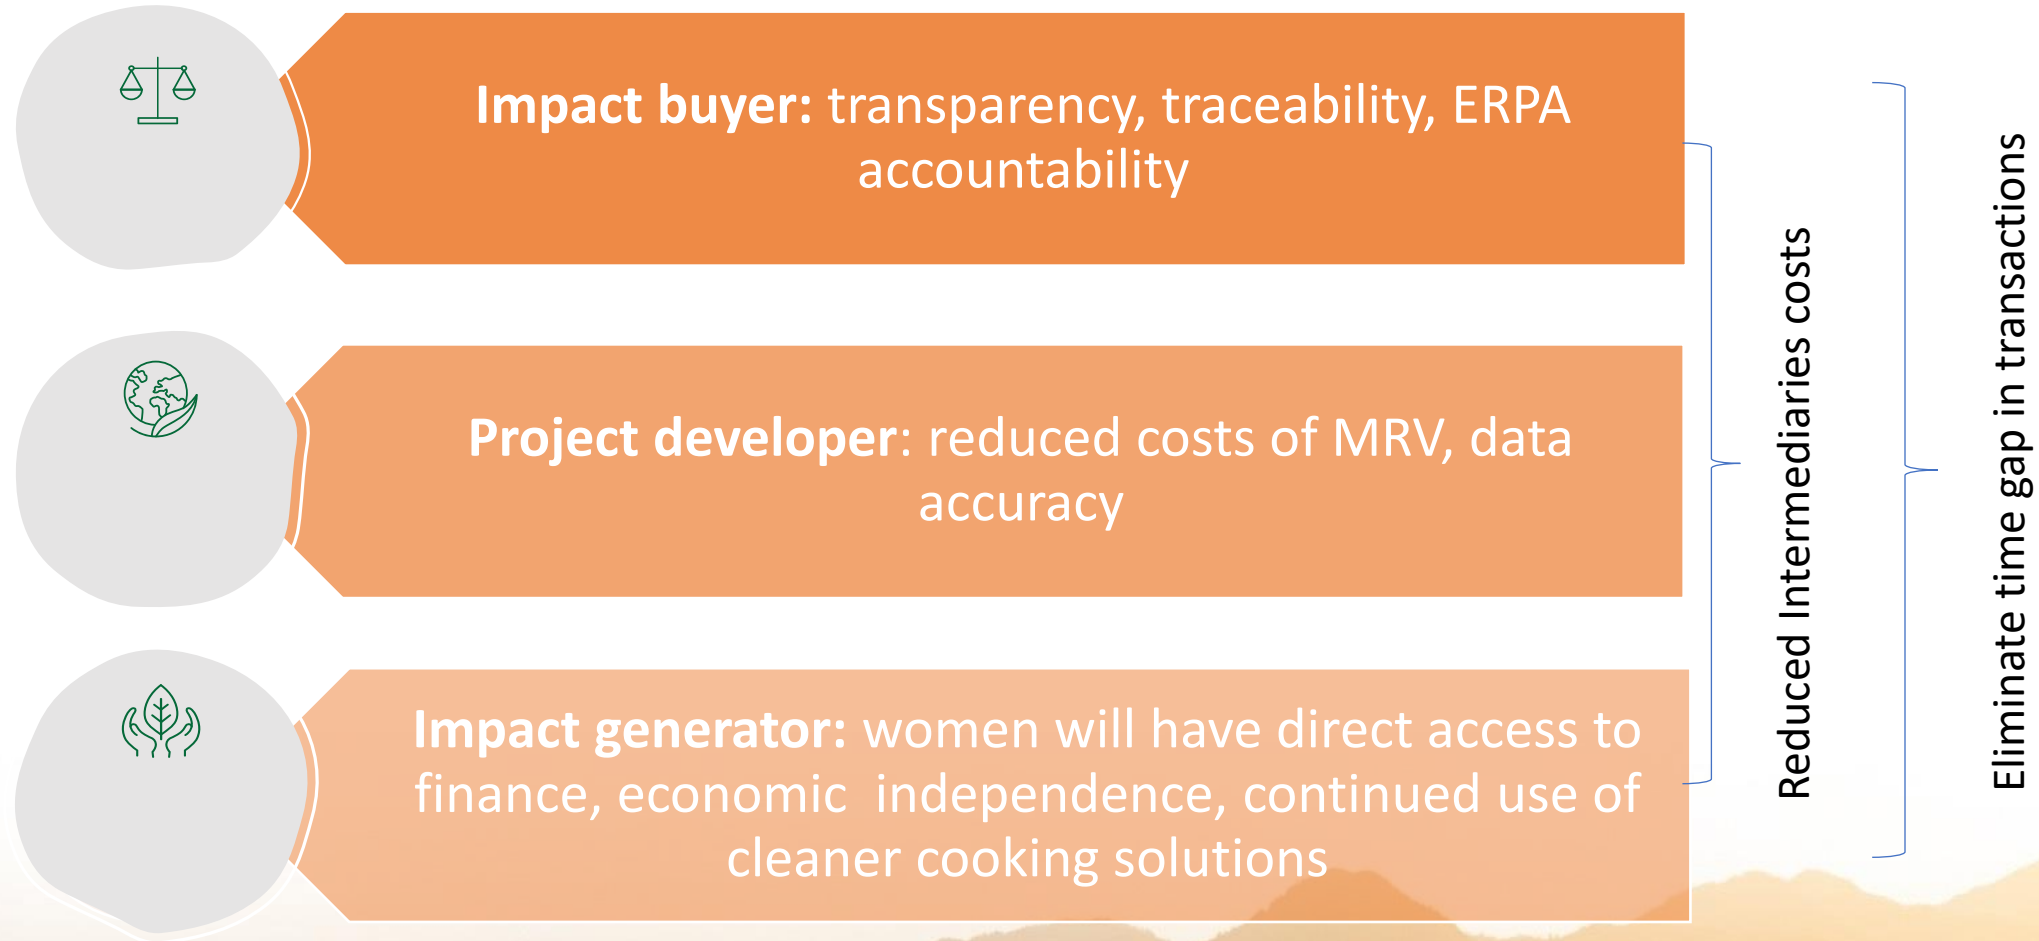 Impact buyer: transparency, traceability, ERPA
accountability
Project developer: reduced costs of MRV, data
accuracy
Impact generator: women will have direct access to
finance, economic independence, continued use of
cleaner cooking solutions
Reduced Intermediaries costs
Eliminate time gap in transactions